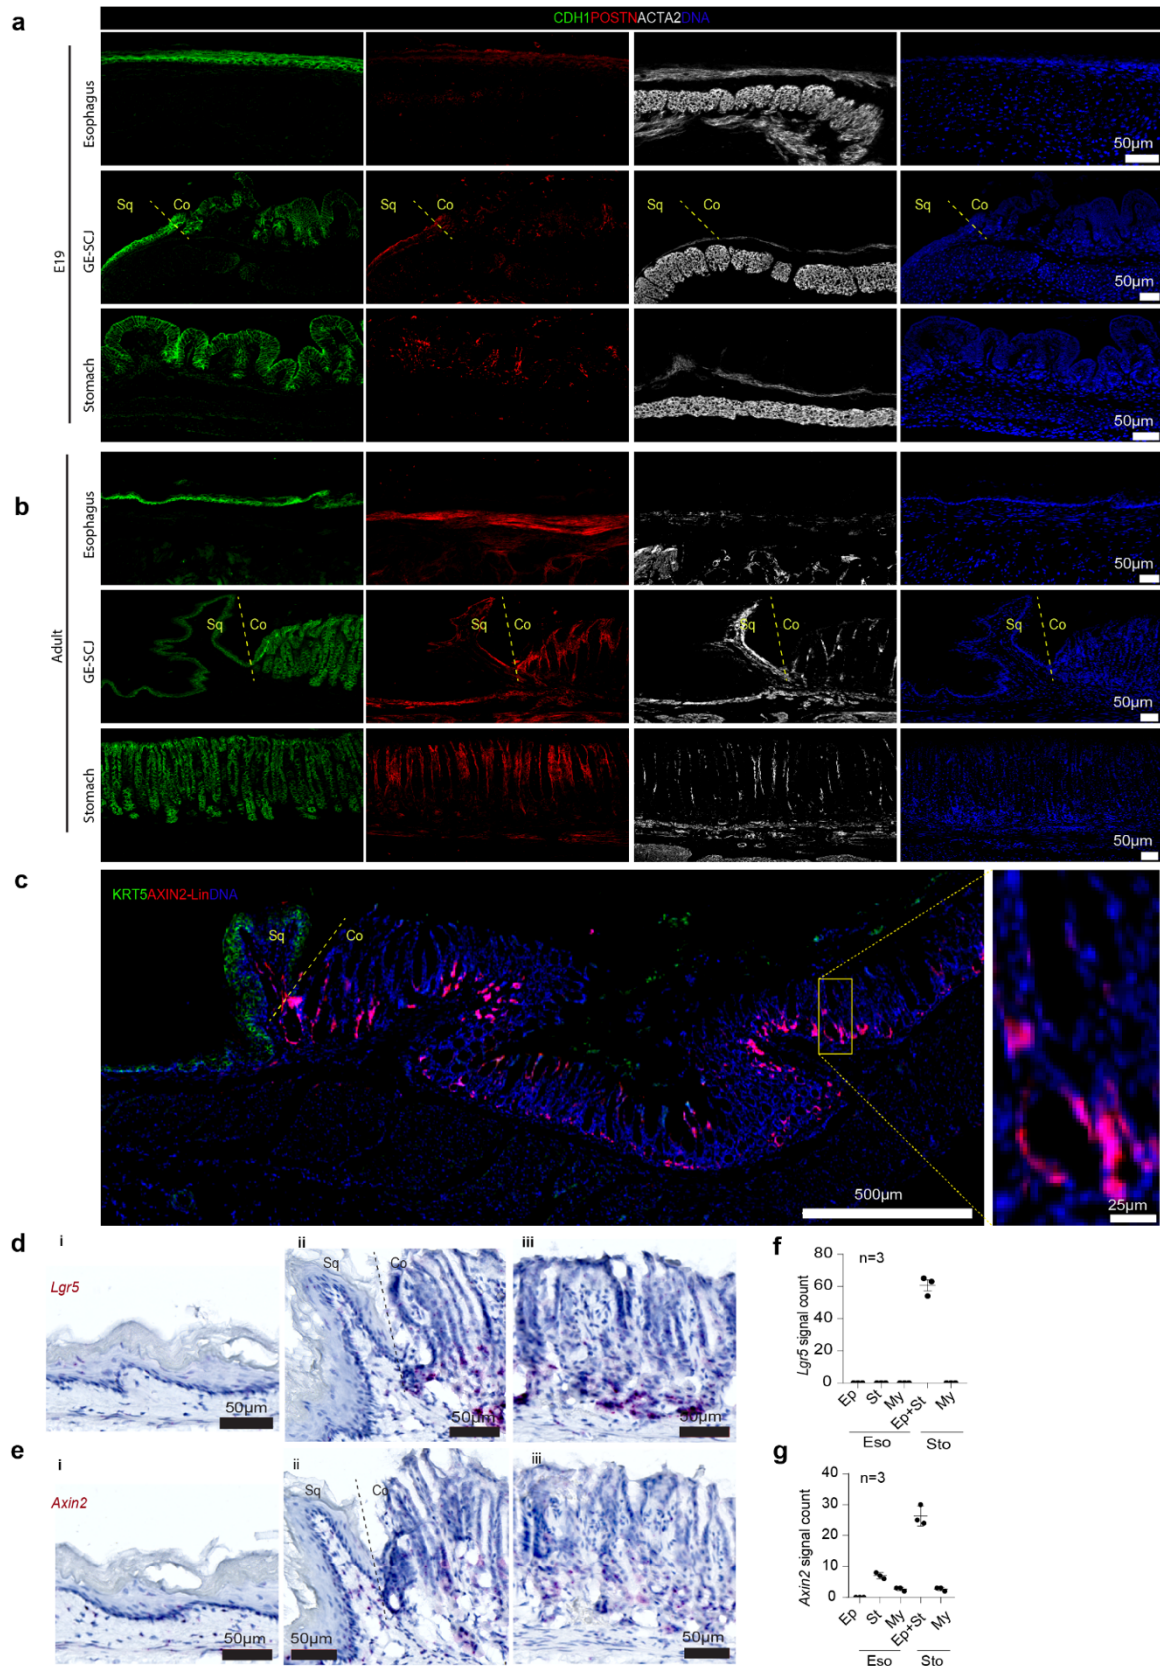 a
CDH1POSTNACTA2DNA
E19
Esophagus
50µm
GE-SCJ
Sq Co
Sq Co
Sq Co
Sq Co
Stomach
50µm
b
Adult
Esophagus
50µm
GE-SCJ
Sq Co
Sq Co
Sq Co
Sq Co
50µm
Stomach
50µm
c
KRT5AXIN2-LinDNA
Sq Co
500µm
25µm
d
i
Lgr5
50µm
ii
Sq Co
50µm
iii
50µm
e
i
Axin2
50µm
ii
Sq Co
50µm
iii
50µm
f
n=3
Lgr5 signal count
80
60
40
20
0
Ep St My Ep+St My
Eso Sto
g
n=3
Axin2 signal count
40
30
20
10
0
Ep St My Ep+St My
Eso Sto